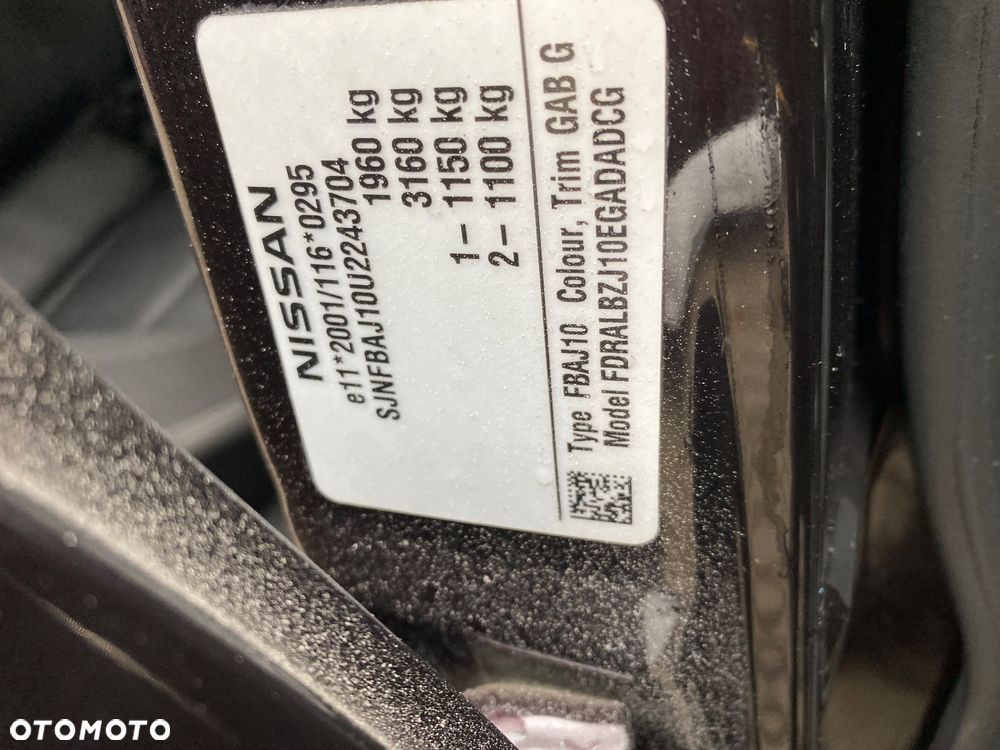 NISSAN
e11*2001/116*0295
SJNFBAJ10U2243704
1960 kg
3160 kg
1– 1150 kg
2– 1100 kg
Type FBAJ10 Colour, Trim GAB G
Model FDRALBZJ10EGADADCG
OTOMOTO